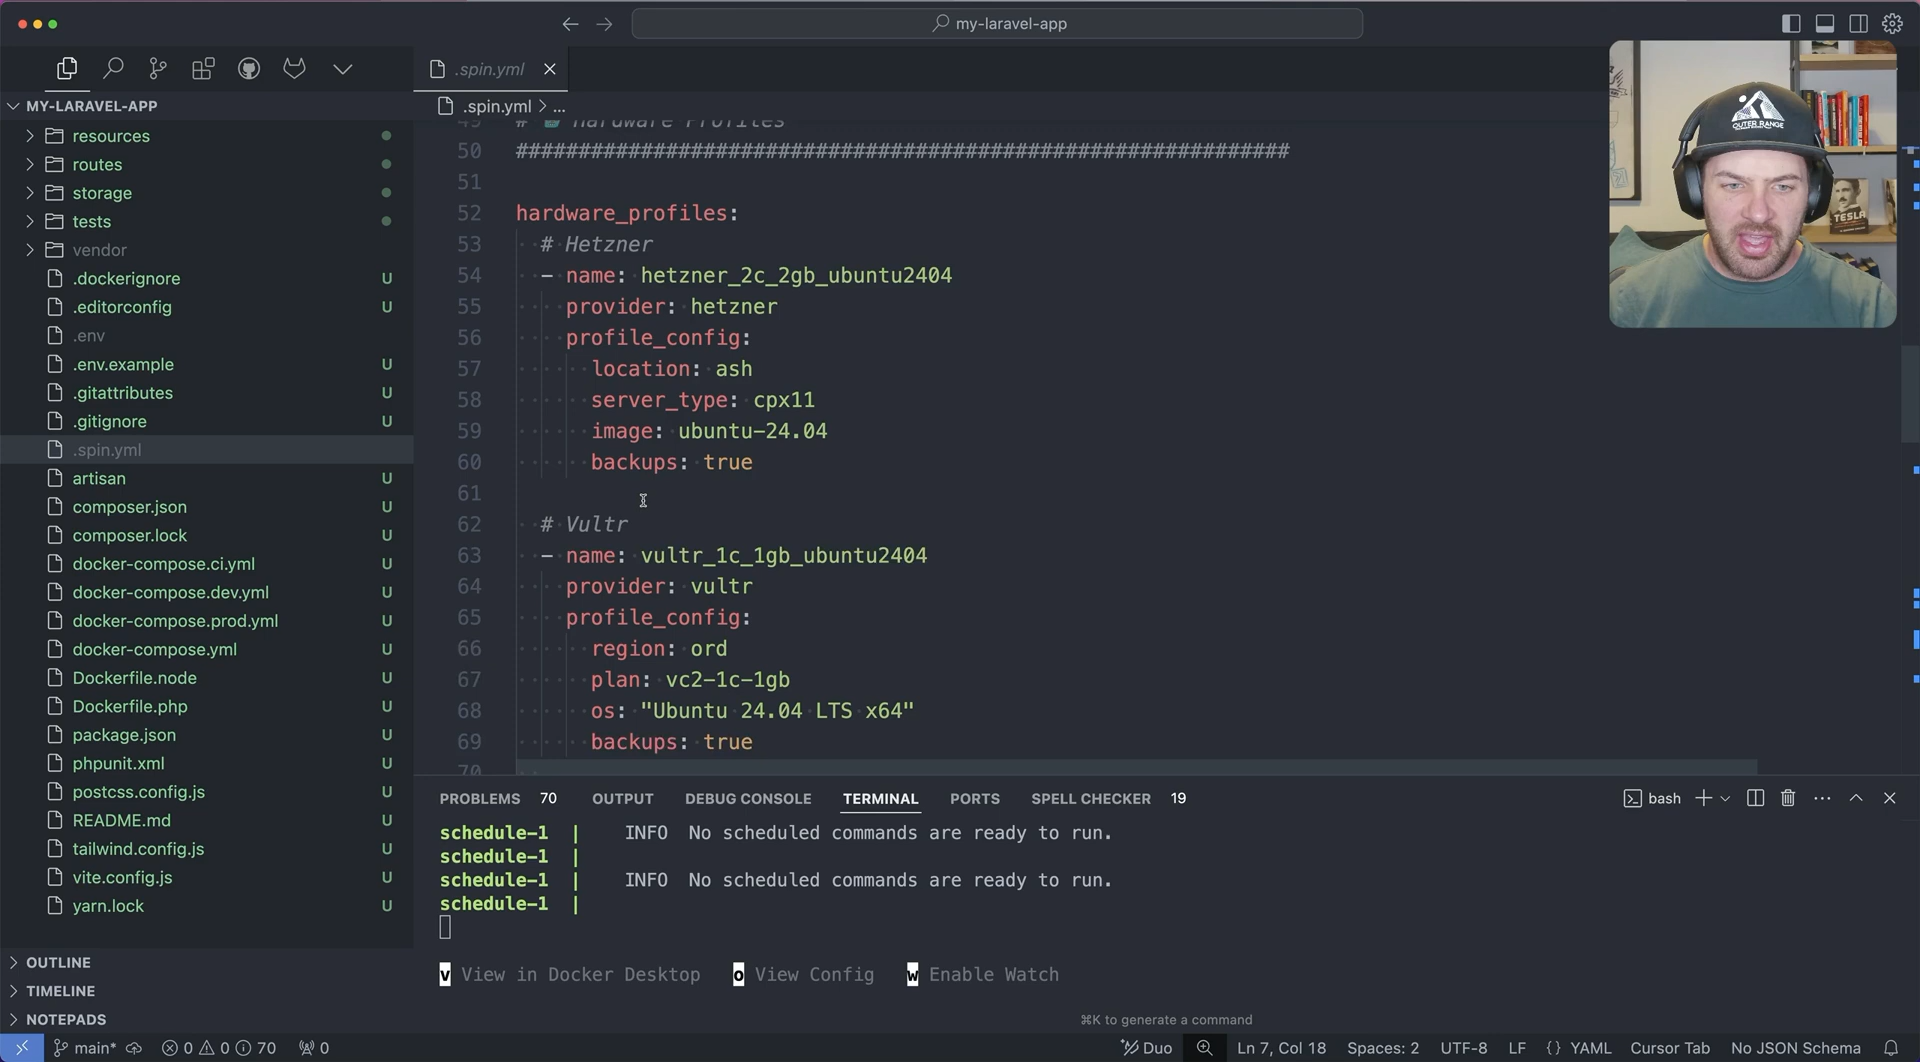 my-laravel-app
MY-LARAVEL-APP
resources
routes
storage
tests
vendor
.dockerignore U
.editorconfig U
.env
.env.example U
.gitattributes U
.gitignore U
.spin.yml
artisan U
composer.json U
composer.lock U
docker-compose.ci.yml U
docker-compose.dev.yml U
docker-compose.prod.yml U
docker-compose.yml U
Dockerfile.node U
Dockerfile.php U
package.json U
phpunit.xml U
postcss.config.js U
README.md U
tailwind.config.js U
vite.config.js U
yarn.lock U
OUTLINE
TIMELINE
NOTEPADS
.spin.yml
.spin.yml > ...
49 # Hardware Profiles
50 ##############################################################
51
52 hardware_profiles:
53 # Hetzner
54 - name: hetzner_2c_2gb_ubuntu2404
55 provider: hetzner
56 profile_config:
57 location: ash
58 server_type: cpx11
59 image: ubuntu-24.04
60 backups: true
61
62 # Vultr
63 - name: vultr_1c_1gb_ubuntu2404
64 provider: vultr
65 profile_config:
66 region: ord
67 plan: vc2-1c-1gb
68 os: "Ubuntu 24.04 LTS x64"
69 backups: true
70
OUTER RANGE
TESLA
PROBLEMS 70 OUTPUT DEBUG CONSOLE TERMINAL PORTS SPELL CHECKER 19 bash
schedule-1 | INFO No scheduled commands are ready to run.
schedule-1 |
schedule-1 | INFO No scheduled commands are ready to run.
schedule-1 |
v View in Docker Desktop o View Config w Enable Watch
⌘K to generate a command
main* 0 0 70 0 Duo Ln 7, Col 18 Spaces: 2 UTF-8 LF {} YAML Cursor Tab No JSON Schema